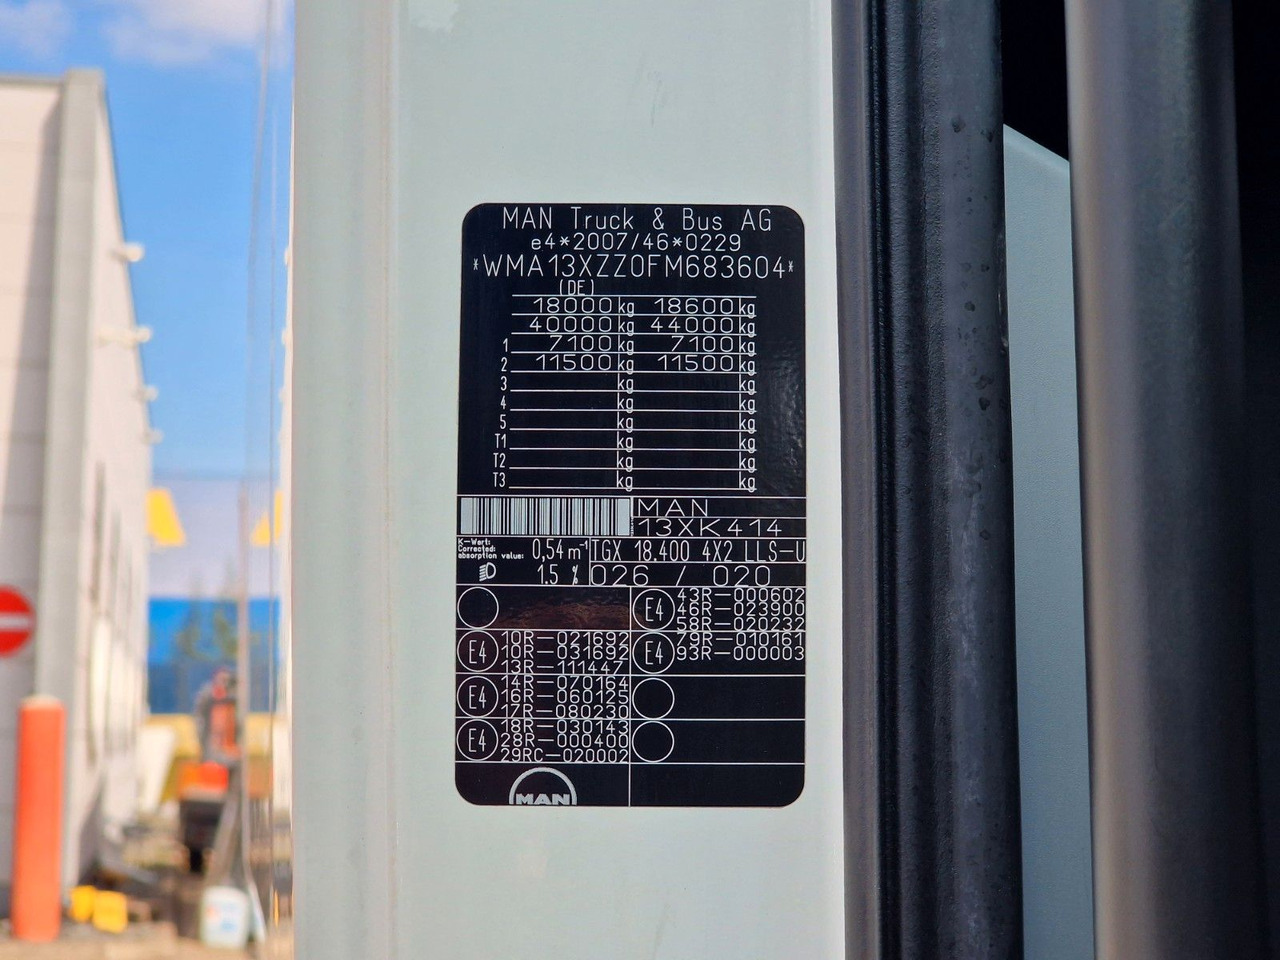 MAN Truck & Bus AG
e4*2007/46*0229
*WMA13XZZ0FM683604*
(DE)
18000 kg 18600 kg
40000 kg 44000 kg
1 7100 kg 7100 kg
2 11500 kg 11500 kg
3 kg kg
4 kg kg
5 kg kg
T1 kg kg
T2 kg kg
T3 kg kg
MAN
13XK414
K-Wert:
Corrected
absorption value: 0,54 m⁻¹
TGX 18.400 4X2 LLS-U
1.5 %
026 / 020
E4 43R-000602
46R-023900
58R-020232
E4 10R-021692
10R-031692
13R-111447
E4 79R-010161
93R-000003
E4 14R-070164
16R-060125
17R-080230
E4 18R-030143
28R-000400
29RC-020002
MAN